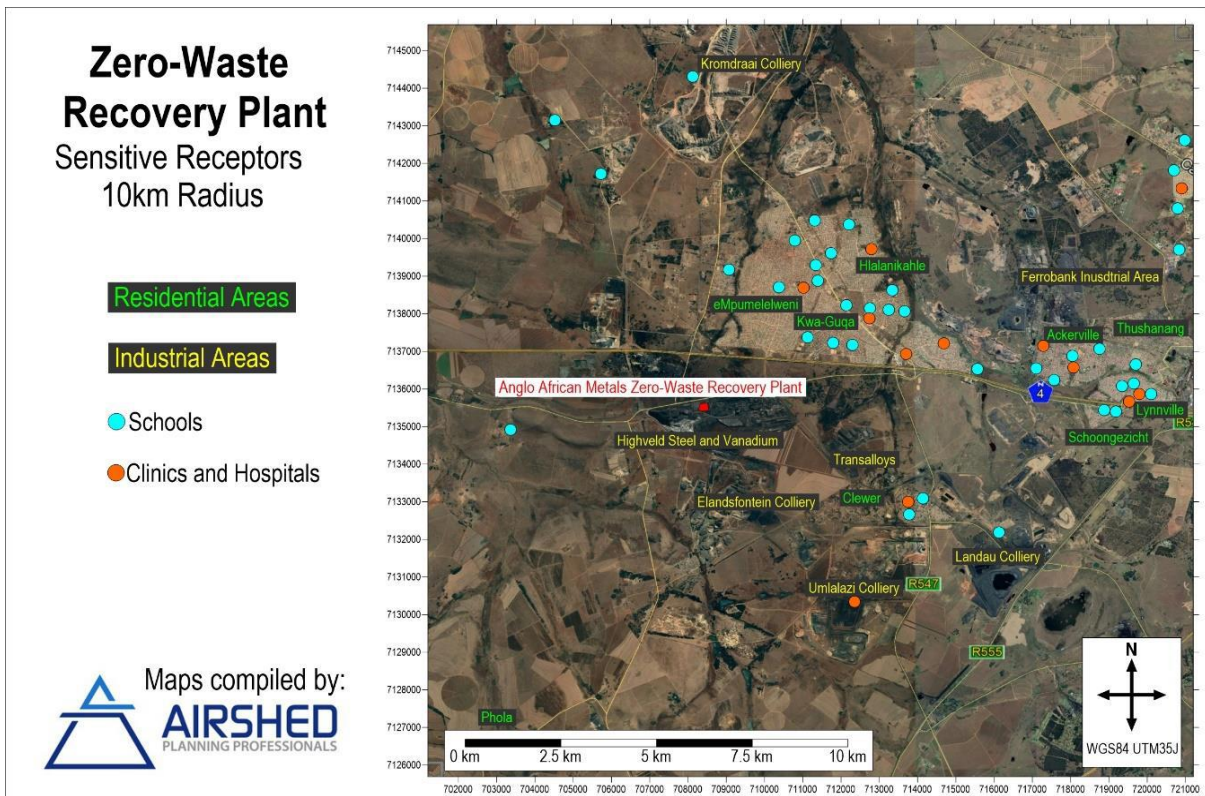 Zero-Waste
Recovery Plant
Sensitive Receptors
10km Radius
Residential Areas
Industrial Areas
Schools
Clinics and Hospitals
Maps compiled by:
AIRSHED
PLANNING PROFESSIONALS
7145000
7144000
7143000
7142000
7141000
7140000
7139000
7138000
7137000
7136000
7135000
7134000
7133000
7132000
7131000
7130000
7129000
7128000
7127000
7126000
Kromdraai Colliery
Hlalanikahle
Ferrobank Inusdtrial Area
eMpumelelweni
Kwa-Guqa
Ackerville
Thushanang
Anglo African Metals Zero-Waste Recovery Plant
4
Lynnville
R5
Highveld Steel and Vanadium
Schoongezicht
Transalloys
Elandsfontein Colliery
Clewer
Landau Colliery
Umlalazi Colliery
R547
R555
Phola
0 km 2.5 km 5 km 7.5 km 10 km
N
WGS84 UTM35J
702000 703000 704000 705000 706000 707000 708000 709000 710000 711000 712000 713000 714000 715000 716000 717000 718000 719000 720000 721000